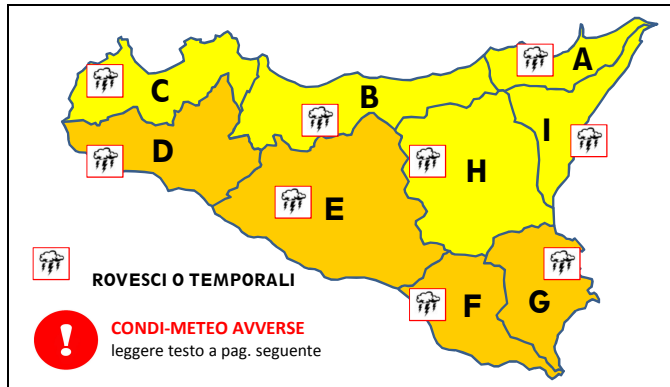 A
C
B
I
D
H
E
ROVESCI O TEMPORALI
F
G
!
CONDI-METEO AVVERSE
leggere testo a pag. seguente